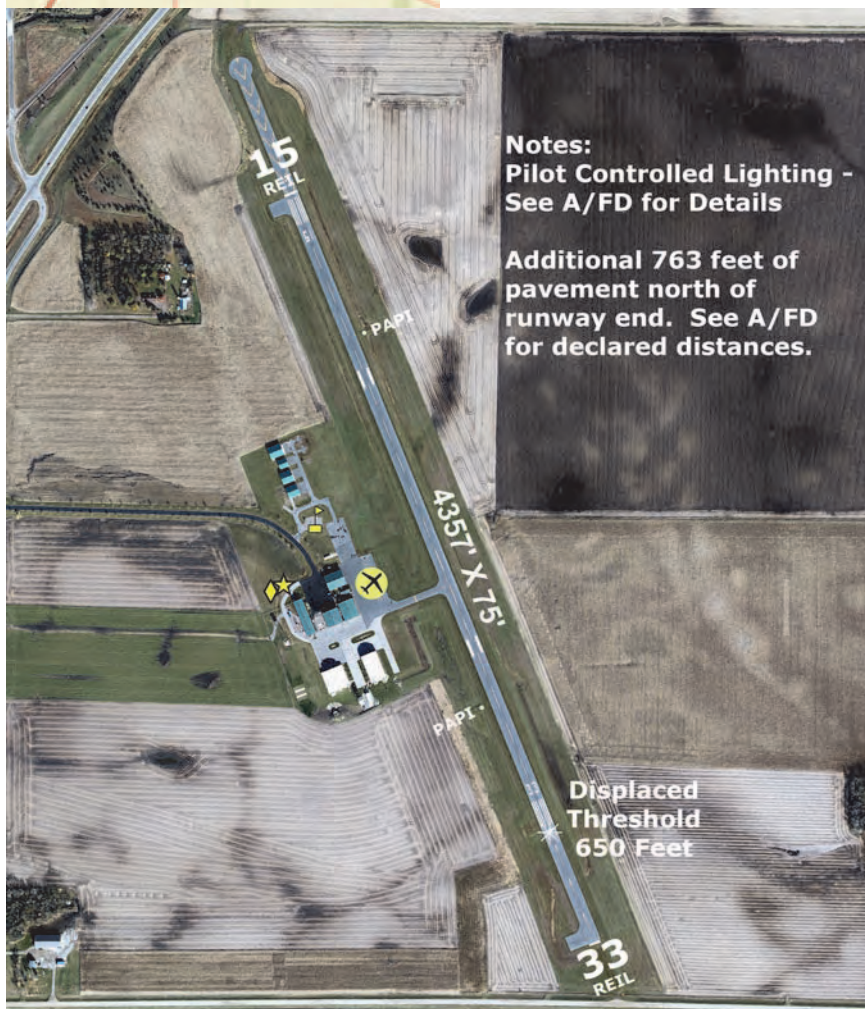 Notes:
Pilot Controlled Lighting -
See A/FD for Details
Additional 763 feet of
pavement north of
runway end. See A/FD
for declared distances.
15
REIL
PAPI
4357' X 75'
PAPI
Displaced
Threshold
650 Feet
33
REIL